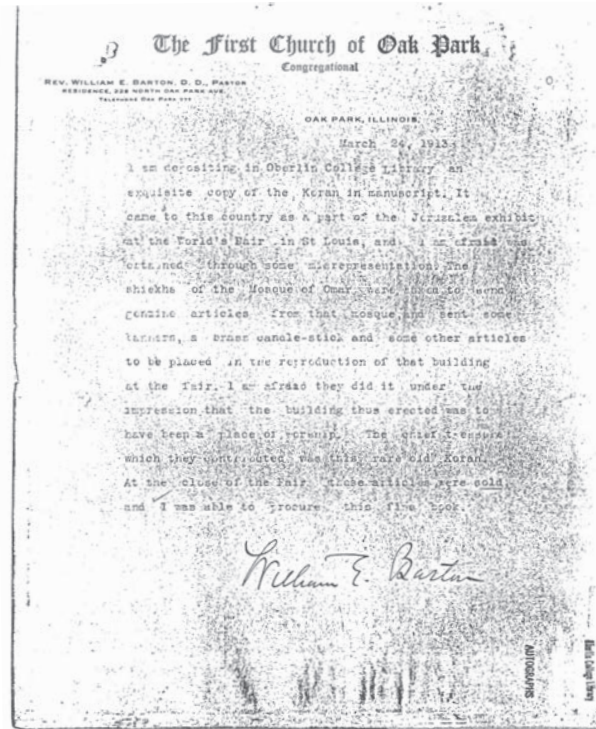 The First Church of Oak Park
Congregational
REV. WILLIAM E. BARTON, D. D., PASTOR
RESIDENCE, 228 NORTH OAK PARK AVE.
TELEPHONE OAK PARK
OAK PARK, ILLINOIS,
March 24, 1913.
I am depositing in Oberlin College Library an
exquisite copy of the Koran in manuscript. It
came to this country as a part of the Jerusalem exhibit
at the World's Fair in St Louis, and I am afraid was
obtained through some misrepresentation. The
shiekhs of the Mosque of Omar were asked to send
genuine articles from that mosque, and sent some
banners, a brass candle-stick and some other articles
to be placed in the reproduction of that building
at the fair. I am afraid they did it under the
impression that the building thus erected was to
have been a place of worship. The chief treasure
which they contributed was this rare old Koran.
At the close of the Fair these articles were sold,
and I was able to procure this fine book.
William E. Barton
AUTOGRAPHS
College Library